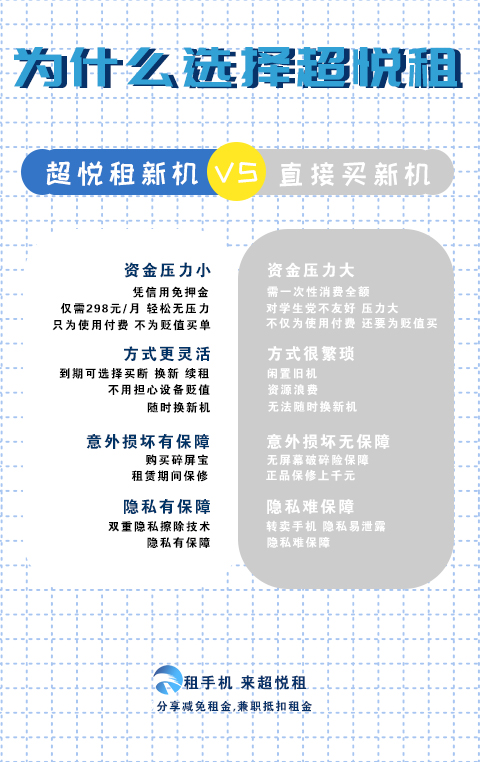 为什么选择超悦租
超悦租新机 VS 直接买新机
资金压力小
凭信用免押金
仅需298元/月 轻松无压力
只为使用付费 不为贬值买单
方式更灵活
到期可选择买断 换新 续租
不用担心设备贬值
随时换新机
意外损坏有保障
购买碎屏宝
租赁期间保修
隐私有保障
双重隐私擦除技术
隐私有保障
资金压力大
需一次性消费全额
对学生党不友好 压力大
不仅为使用付费 还要为贬值买
方式很繁琐
闲置旧机
资源浪费
无法随时换新机
意外损坏无保障
无屏幕破碎险保障
正品保修上千元
隐私难保障
转卖手机 隐私易泄露
隐私难保障
租手机 来超悦租
分享减免租金,兼职抵扣租金